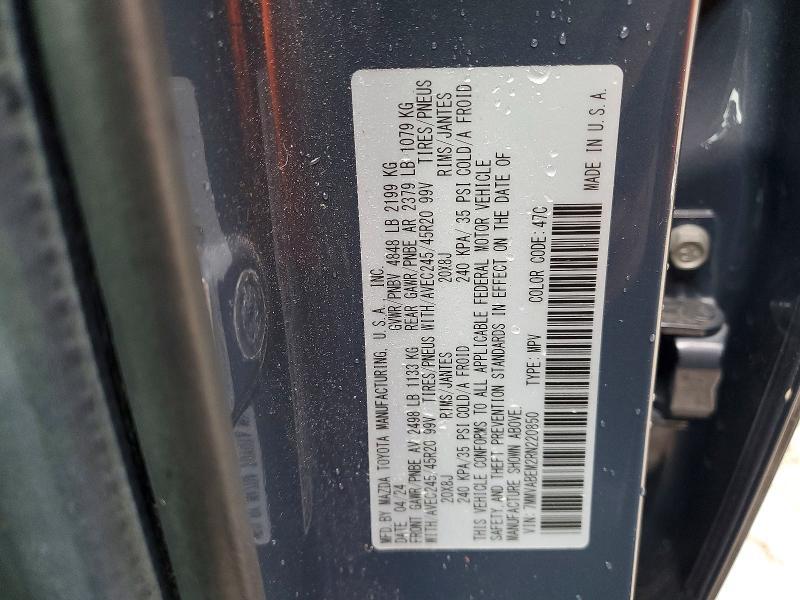 MFD.BY MAZDA TOYOTA MANUFACTURING, U.S.A. INC.
DATE 04/24 GVWR/PNBV 4848 LB 2199 KG
FRONT GAWR/PNBE AV 2498 LB 1133 KG REAR GAWR/PNBE AR 2379 LB 1079 KG
WITH/AVEC245/45R20 99V TIRES/PNEUS WITH/AVEC245/45R20 99V TIRES/PNEUS
20X8J RIMS/JANTES 20X8J RIMS/JANTES
240 KPA/35 PSI COLD/A FROID 240 KPA/ 35 PSI COLD/A FROID
THIS VEHICLE CONFORMS TO ALL APPLICABLE FEDERAL MOTOR VEHICLE
SAFETY, AND THEFT PREVENTION STANDARDS IN EFFECT ON THE DATE OF
MANUFACTURE SHOWN ABOVE.
VIN: 7MMVABEM2RN220850 TYPE: MPV COLOR CODE: 47C
MADE IN U.S.A.